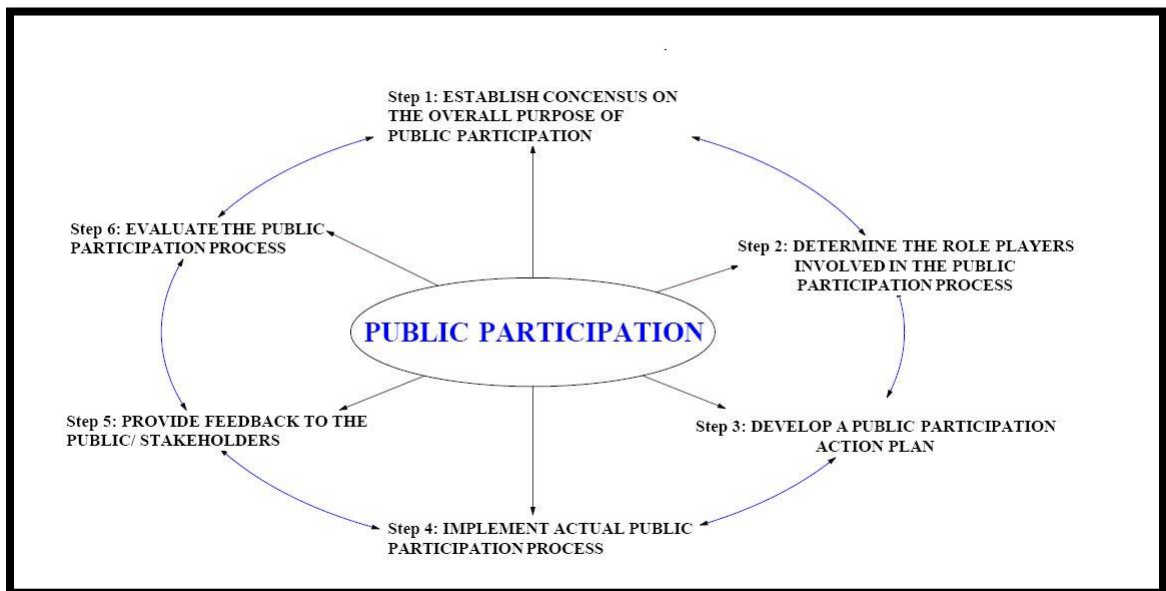 Step 1: ESTABLISH CONCENSUS ON
THE OVERALL PURPOSE OF
PUBLIC PARTICIPATION
Step 2: DETERMINE THE ROLE PLAYERS
INVOLVED IN THE PUBLIC
PARTICIPATION PROCESS
Step 3: DEVELOP A PUBLIC PARTICIPATION
ACTION PLAN
Step 4: IMPLEMENT ACTUAL PUBLIC
PARTICIPATION PROCESS
Step 5: PROVIDE FEEDBACK TO THE
PUBLIC/ STAKEHOLDERS
Step 6: EVALUATE THE PUBLIC
PARTICIPATION PROCESS
PUBLIC PARTICIPATION